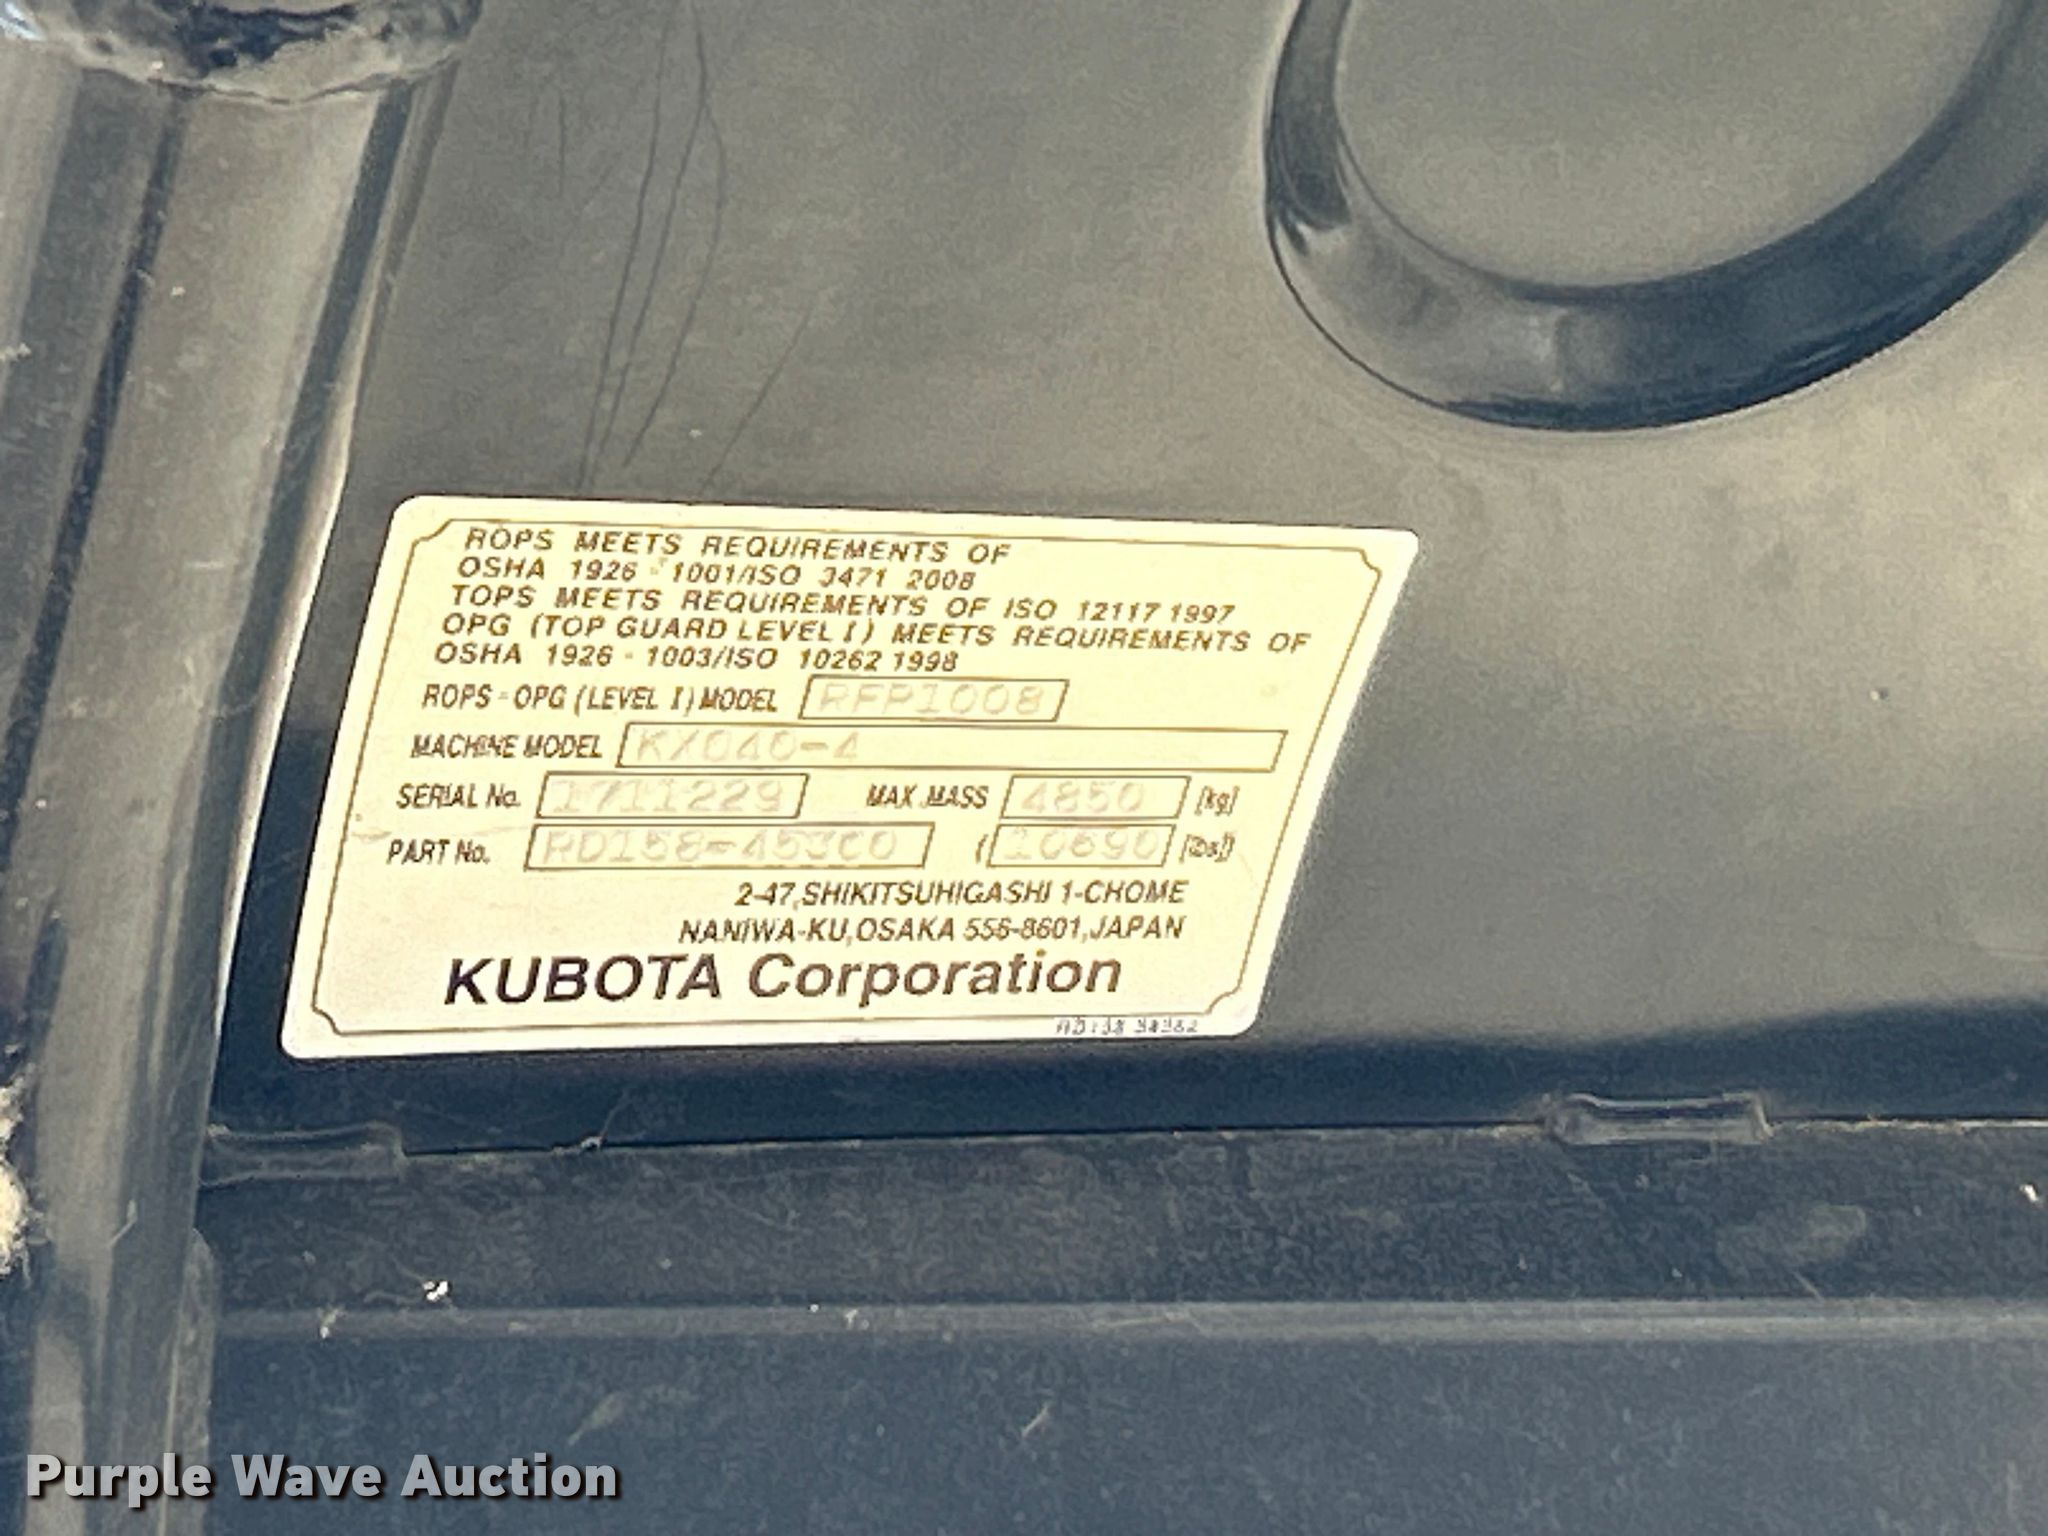 ROPS MEETS REQUIREMENTS OF
OSHA 1926 - 1001/ISO 3471 2008
TOPS MEETS REQUIREMENTS OF ISO 12117 1997
OPG (TOP GUARD LEVEL I) MEETS REQUIREMENTS OF
OSHA 1926 - 1003/ISO 10262 1998
ROPS - OPG (LEVEL I) MODEL RFP1008
MACHINE MODEL KX040-4
SERIAL No. 1711229 MAX MASS 4850 [kg]
PART No. RD158-45300 (10690 [lbs])
2-47,SHIKITSUHIGASHI 1-CHOME
NANIWA-KU,OSAKA 556-8601,JAPAN
KUBOTA Corporation
Purple Wave Auction